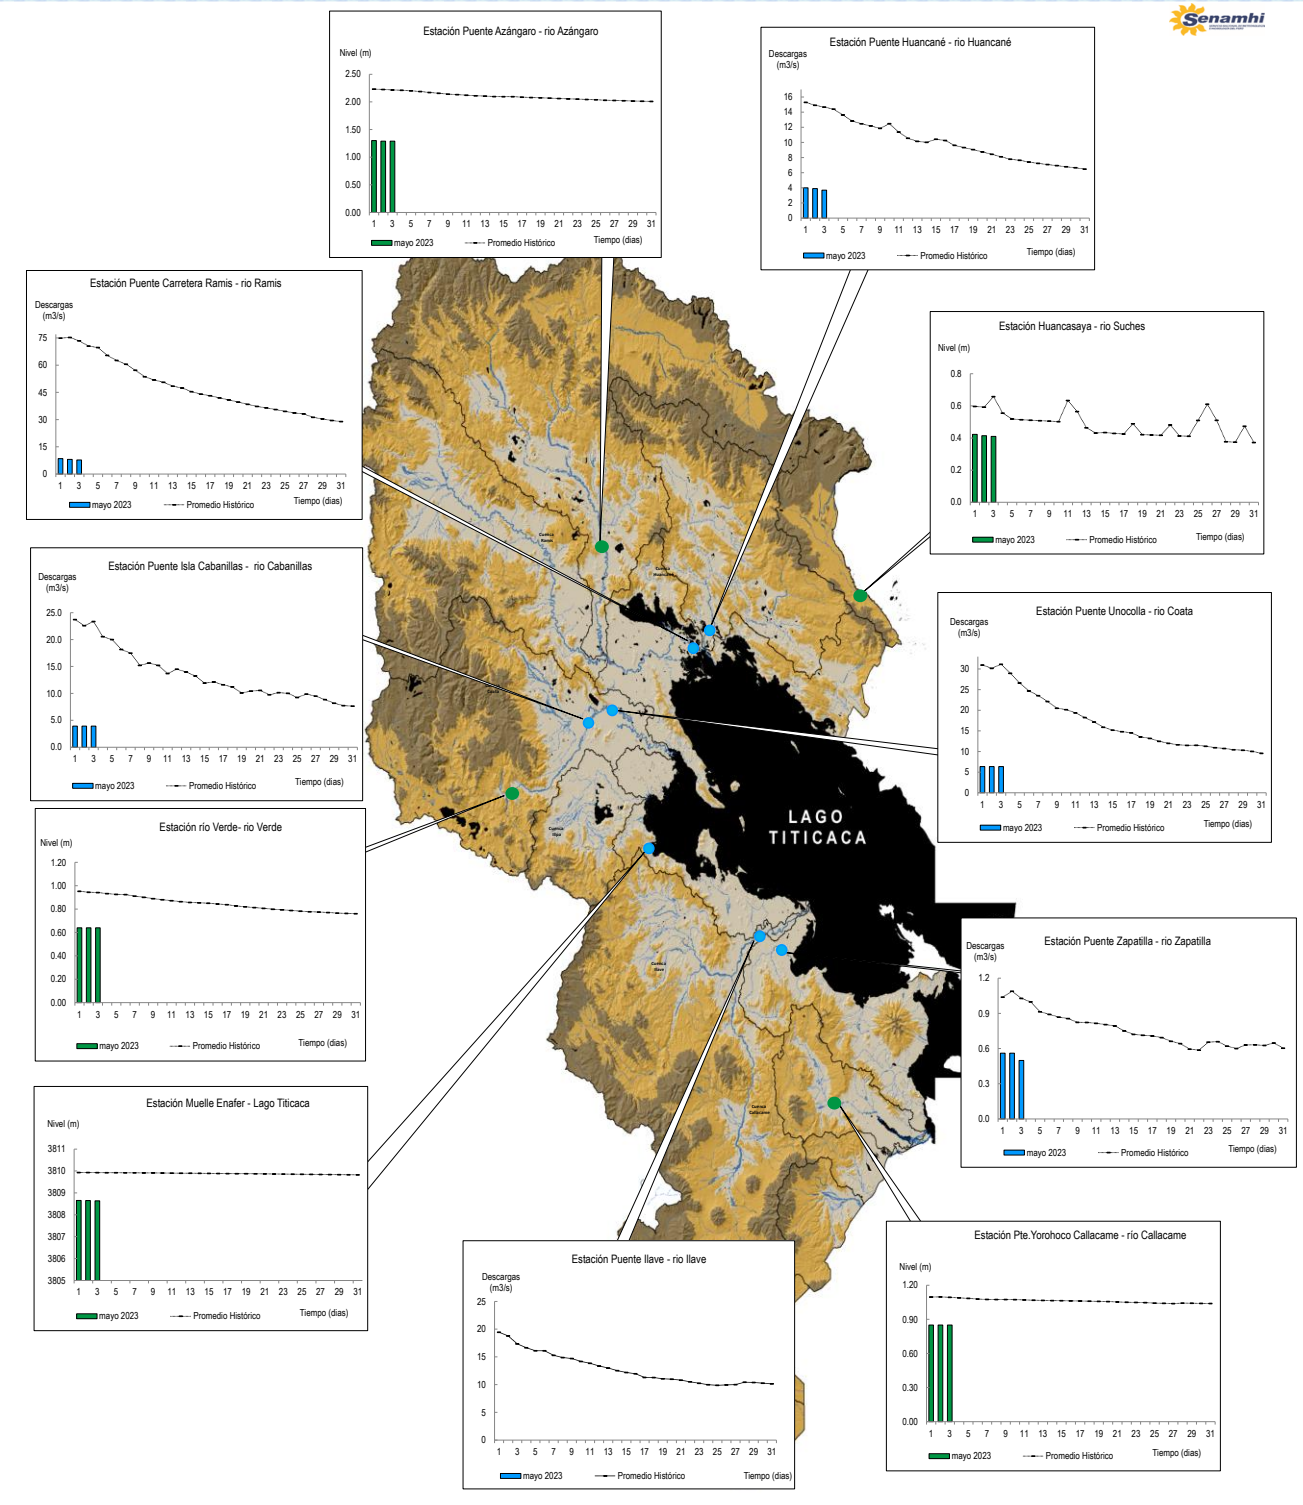 Senamhi
Estación Puente Azángaro - rio Azángaro
Nivel (m)
2.50
2.00
1.50
1.00
0.50
0.00
1 3 5 7 9 11 13 15 17 19 21 23 25 27 29 31
Tiempo (dias)
mayo 2023 Promedio Histórico
Estación Puente Huancané - rio Huancané
Descargas
(m3/s)
16
14
12
10
8
6
4
2
0
1 3 5 7 9 11 13 15 17 19 21 23 25 27 29 31
Tiempo (dias)
mayo 2023 Promedio Histórico
Estación Puente Carretera Ramis - rio Ramis
Descargas
(m3/s)
75
60
45
30
15
0
1 3 5 7 9 11 13 15 17 19 21 23 25 27 29 31
Tiempo (dias)
mayo 2023 Promedio Histórico
Estación Huancasaya - rio Suches
Nivel (m)
0.8
0.6
0.4
0.2
0.0
1 3 5 7 9 11 13 15 17 19 21 23 25 27 29 31
Tiempo (dias)
mayo 2023 Promedio Histórico
Estación Puente Isla Cabanillas - rio Cabanillas
Descargas
(m3/s)
25.0
20.0
15.0
10.0
5.0
0.0
1 3 5 7 9 11 13 15 17 19 21 23 25 27 29 31
Tiempo (dias)
mayo 2023 Promedio Histórico
Estación Puente Unocolla - rio Coata
Descargas
(m3/s)
30
25
20
15
10
5
0
1 3 5 7 9 11 13 15 17 19 21 23 25 27 29 31
Tiempo (dias)
mayo 2023 Promedio Histórico
LAGO
TITICACA
Estación río Verde- rio Verde
Nivel (m)
1.20
1.00
0.80
0.60
0.40
0.20
0.00
1 3 5 7 9 11 13 15 17 19 21 23 25 27 29 31
Tiempo (dias)
mayo 2023 Promedio Histórico
Estación Puente Zapatilla - rio Zapatilla
Descargas
(m3/s)
1.2
0.9
0.6
0.3
0.0
1 3 5 7 9 11 13 15 17 19 21 23 25 27 29 31
Tiempo (dias)
mayo 2023 Promedio Histórico
Estación Muelle Enafer - Lago Titicaca
Nivel (m)
3811
3810
3809
3808
3807
3806
3805
1 3 5 7 9 11 13 15 17 19 21 23 25 27 29 31
Tiempo (dias)
mayo 2023 Promedio Histórico
Estación Puente Ilave - rio Ilave
Descargas
(m3/s)
25
20
15
10
5
0
1 3 5 7 9 11 13 15 17 19 21 23 25 27 29 31
mayo 2023 Promedio Histórico Tiempo (dias)
Estación Pte.Yorohoco Callacame - río Callacame
Nivel (m)
1.20
0.90
0.60
0.30
0.00
1 3 5 7 9 11 13 15 17 19 21 23 25 27 29 31
Tiempo (dias)
mayo 2023 Promedio Histórico
Cuenca
Ramis
Cuenca
Huancané
Cuenca
Ilave
Cuenca
Callacame